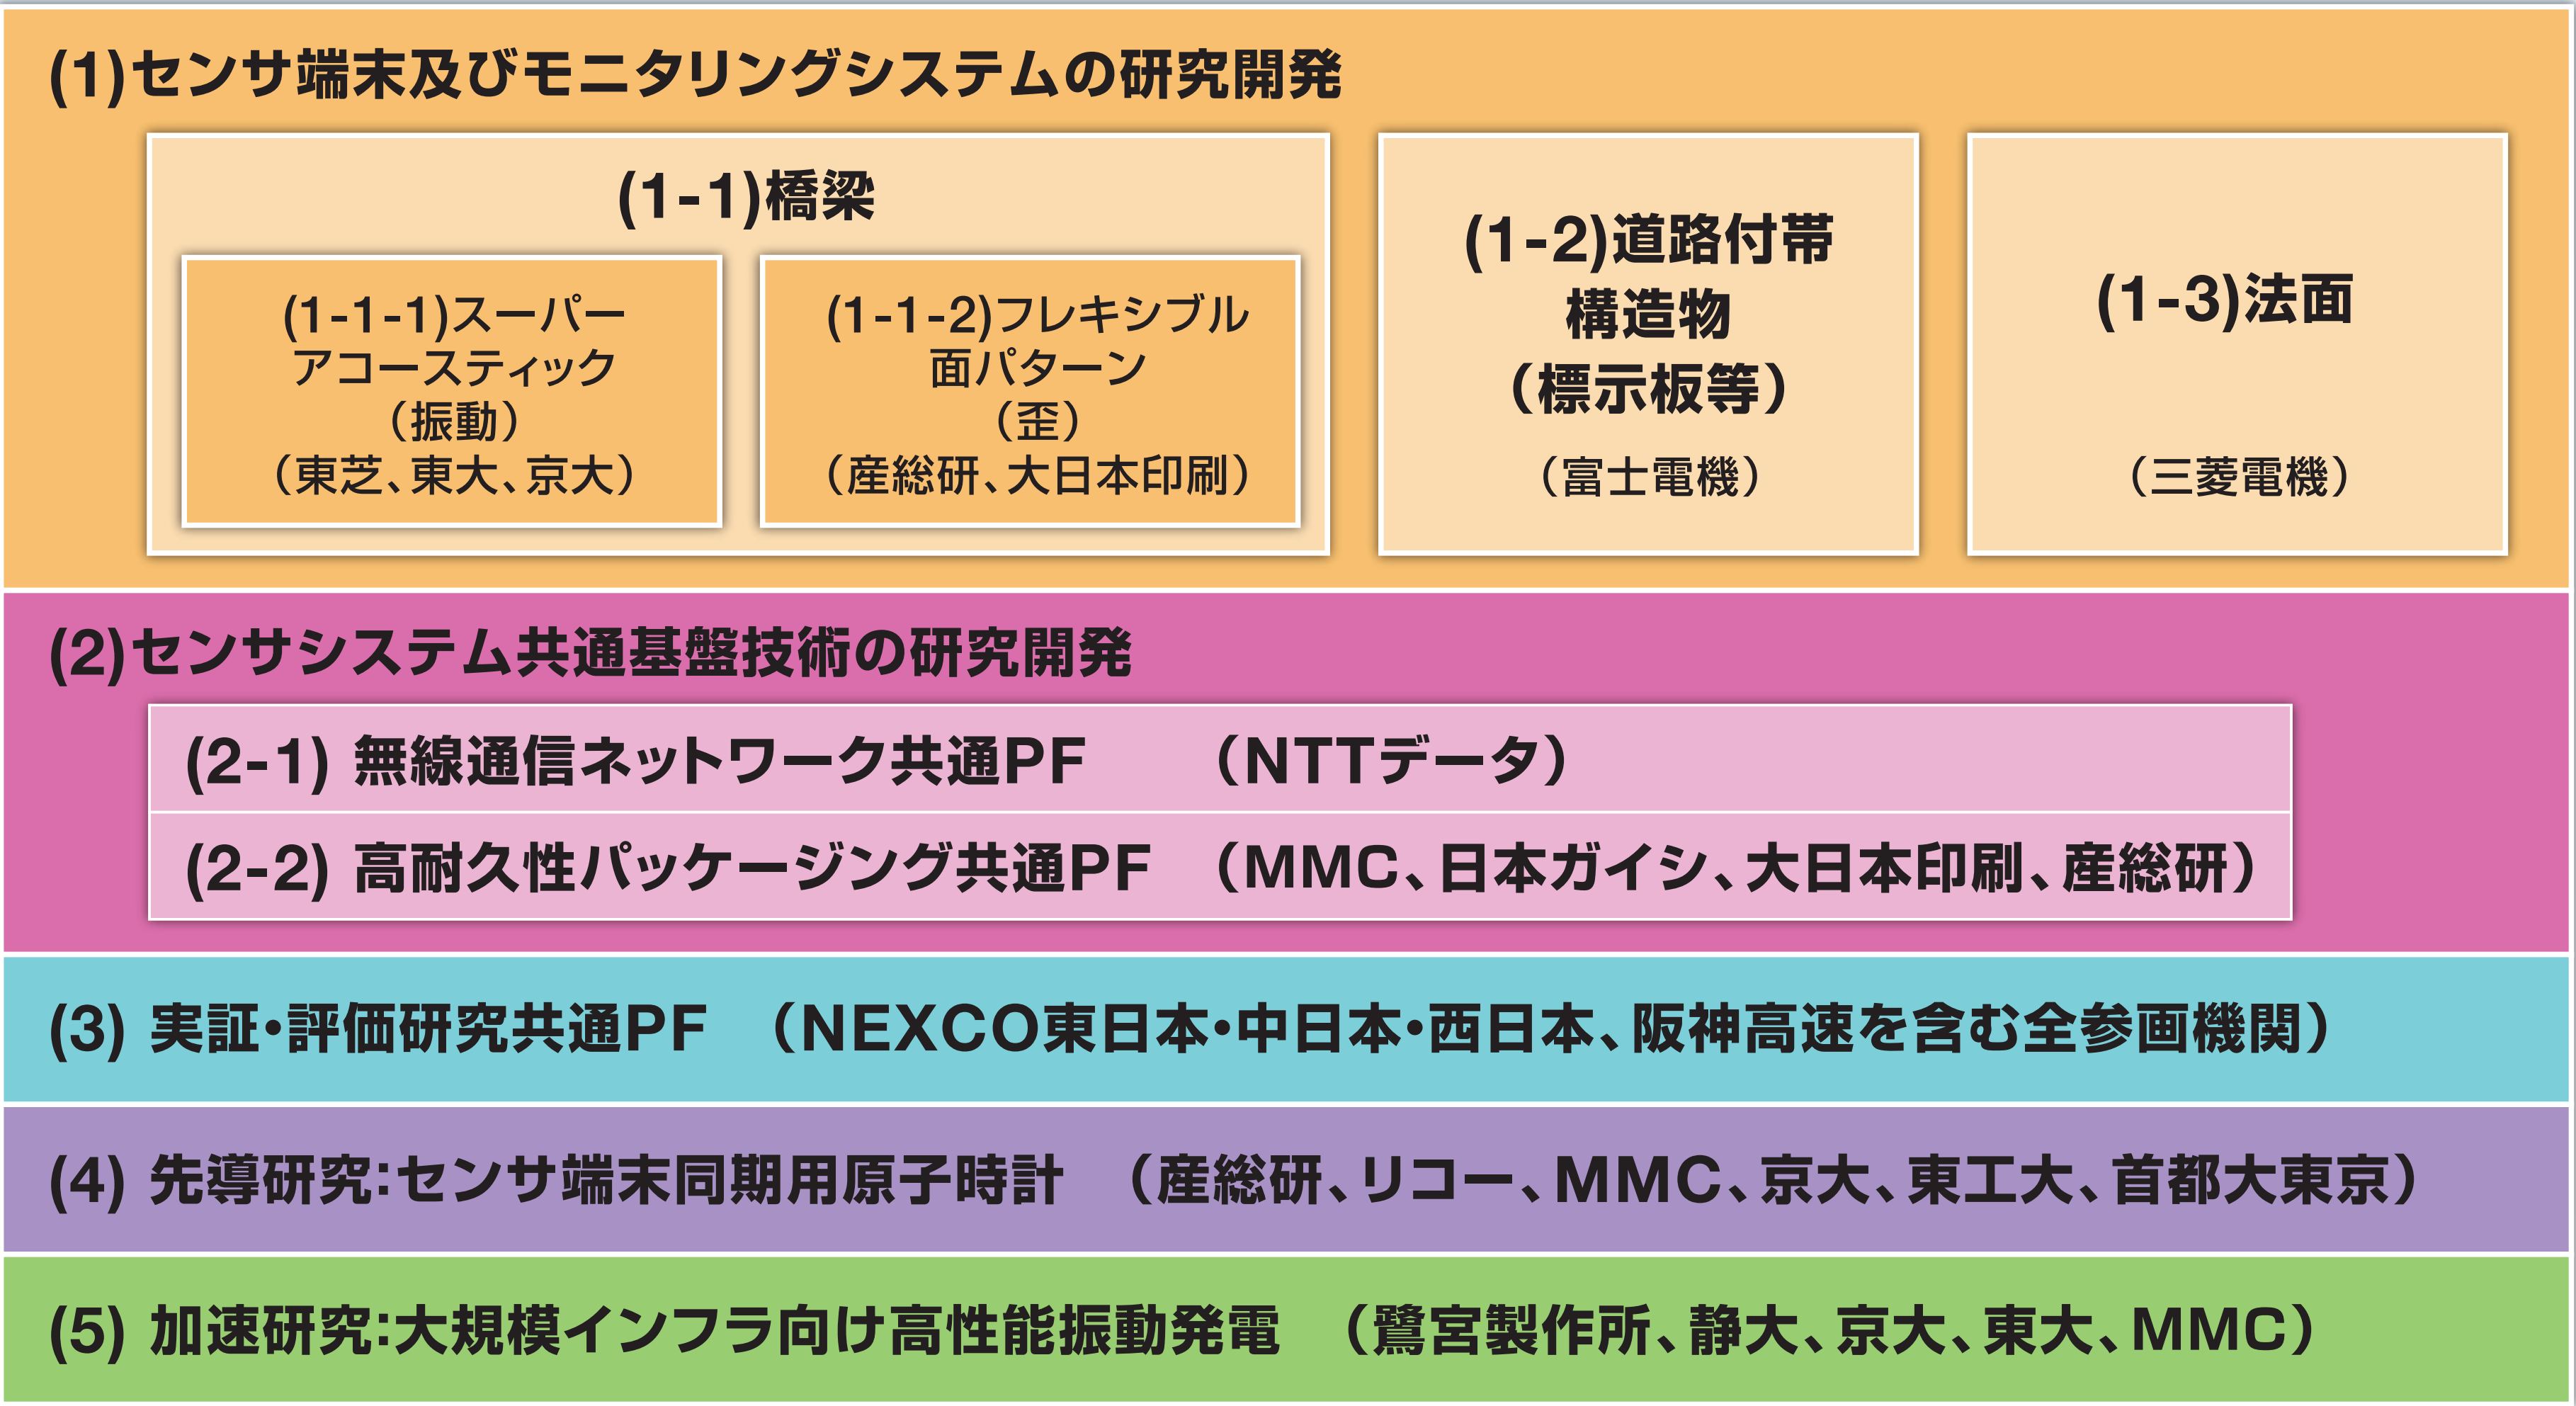 (1)センサ端末及びモニタリングシステムの研究開発
(1-1)橋梁
(1-1-1)スーパー
アコースティック
（振動）
（東芝、東大、京大）
(1-1-2)フレキシブル
面パターン
（歪）
（産総研、大日本印刷）
(1-2)道路付帯
構造物
（標示板等）
（富士電機）
(1-3)法面
（三菱電機）
(2)センサシステム共通基盤技術の研究開発
(2-1) 無線通信ネットワーク共通PF （NTTデータ）
(2-2) 高耐久性パッケージング共通PF （MMC、日本ガイシ、大日本印刷、産総研）
(3) 実証・評価研究共通PF （NEXCO東日本・中日本・西日本、阪神高速を含む全参画機関）
(4) 先導研究：センサ端末同期用原子時計 （産総研、リコー、MMC、京大、東工大、首都大東京）
(5) 加速研究：大規模インフラ向け高性能振動発電 （鷺宮製作所、静大、京大、東大、MMC）